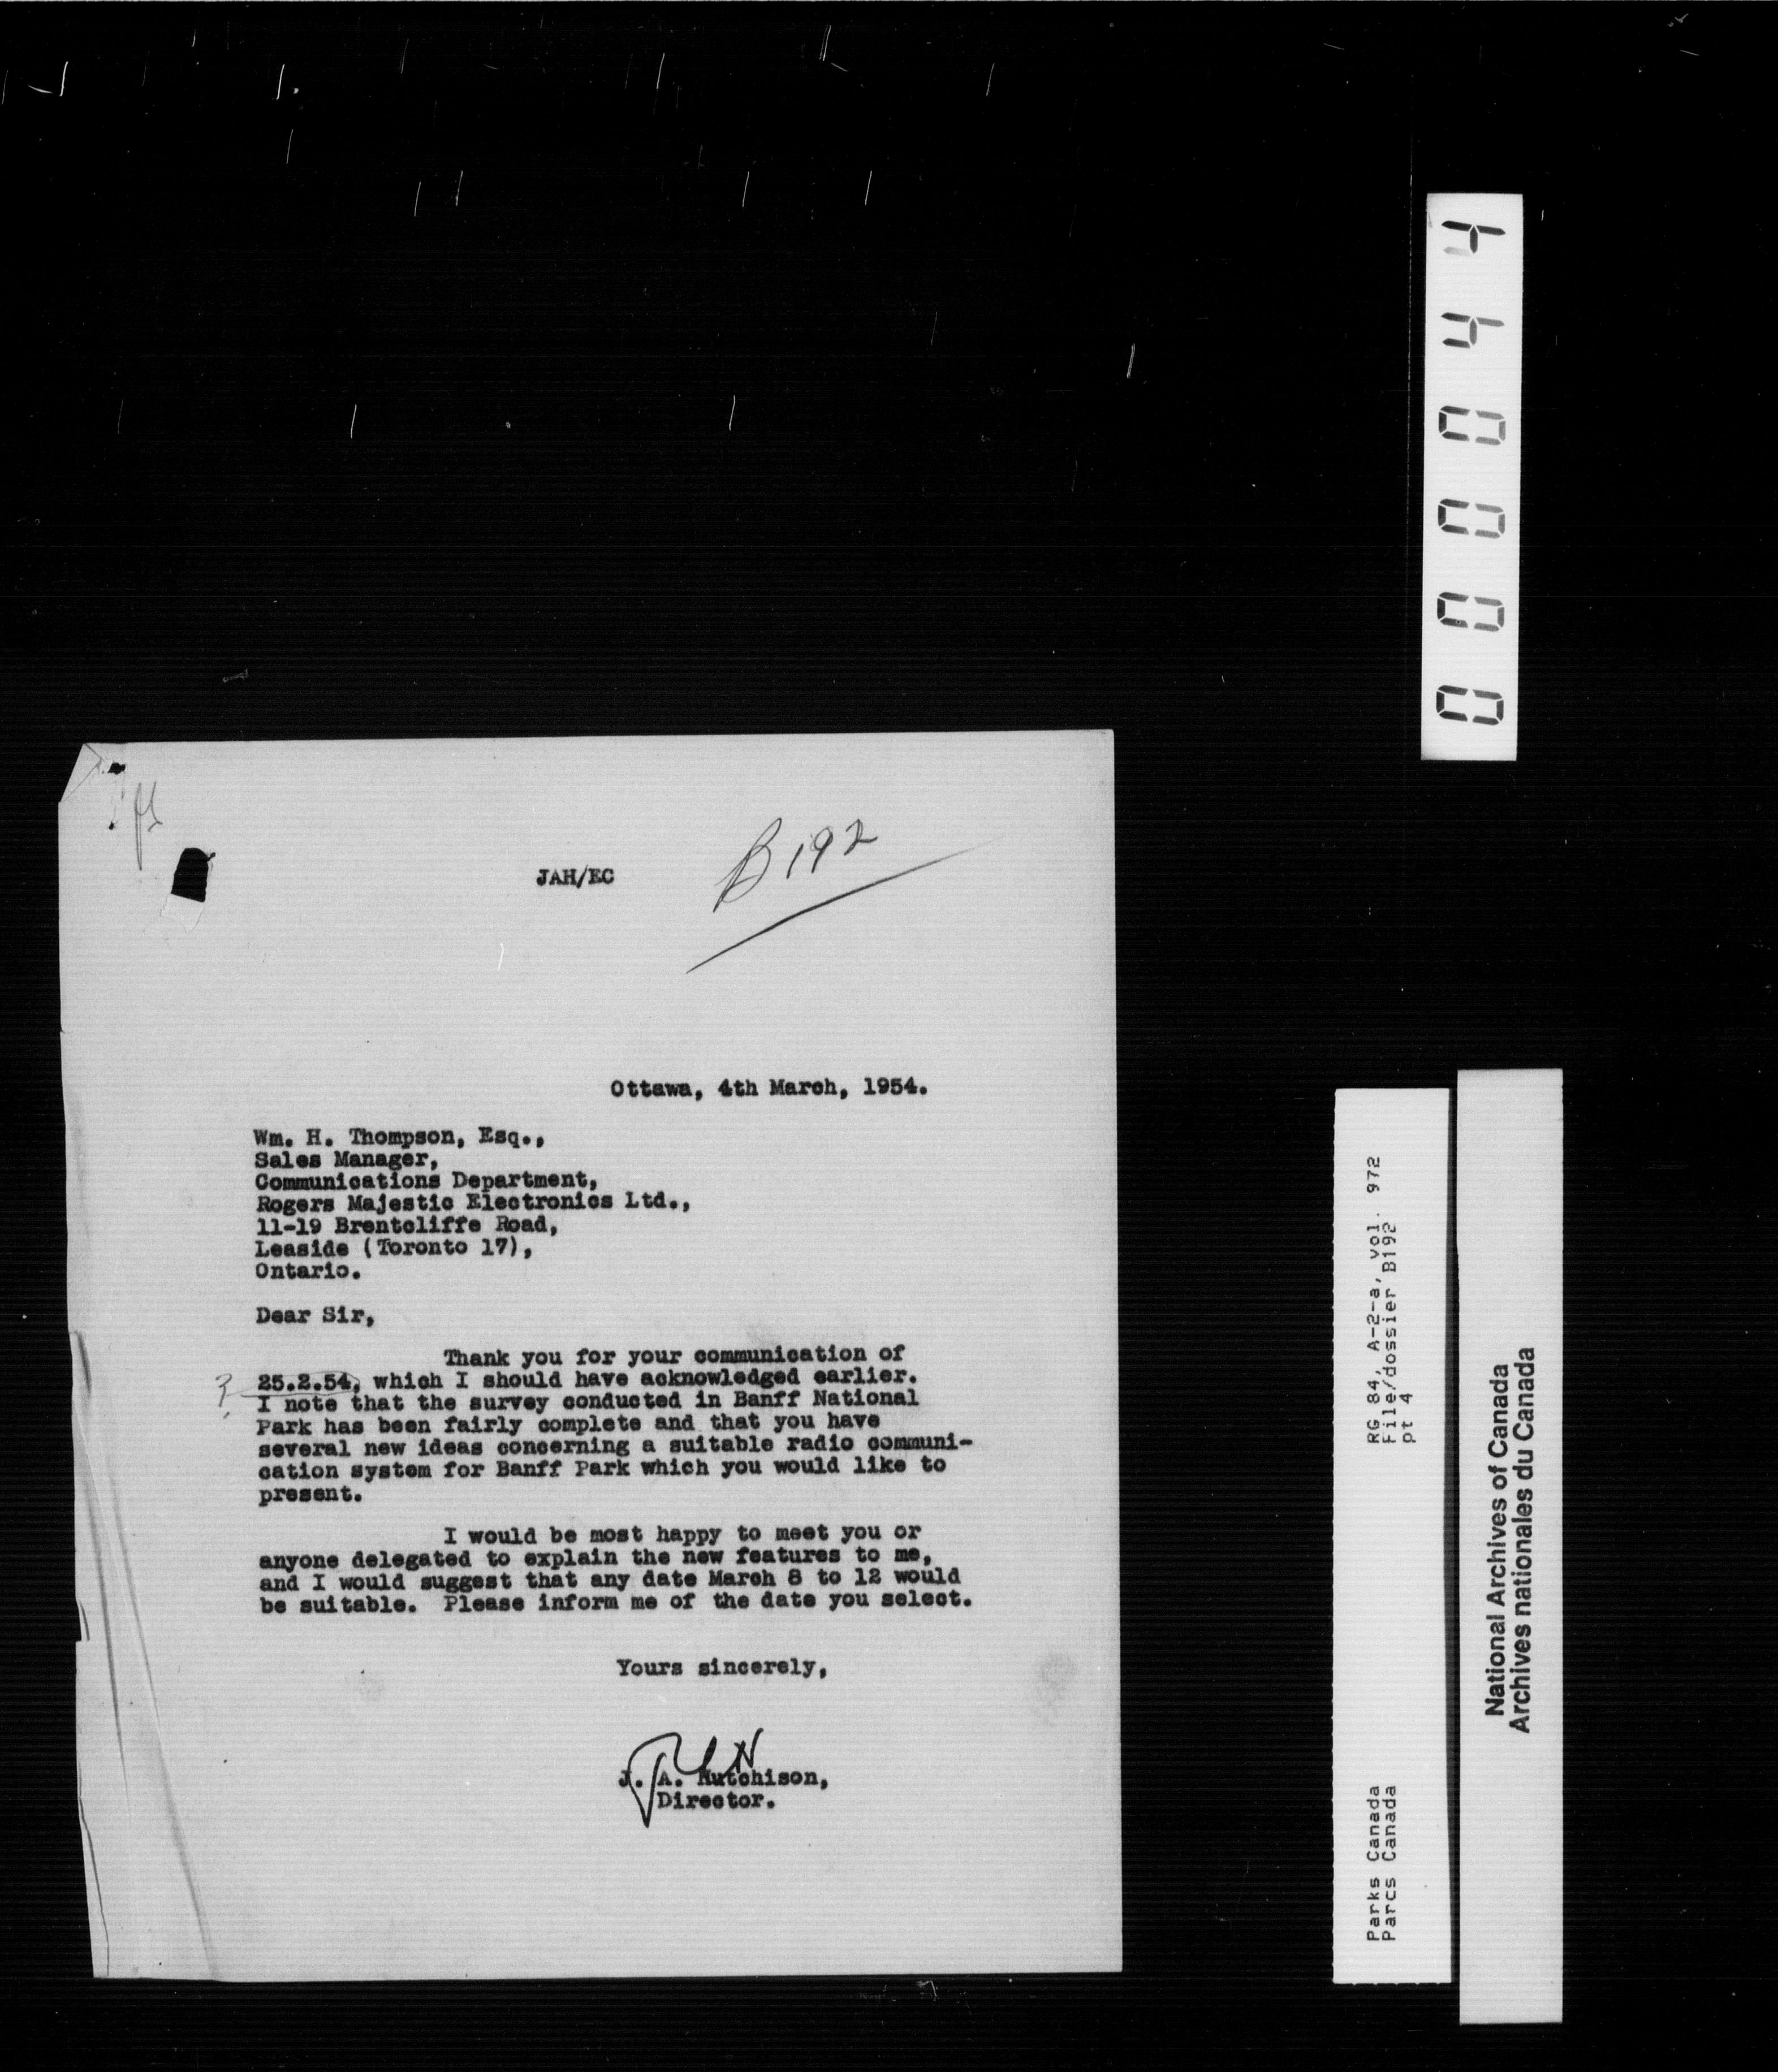 B192
JAH/EC
Ottawa, 4th March, 1954.
Wm. H. Thompson, Esq.,
Sales Manager,
Communications Department,
Rogers Majestic Electronics Ltd.,
11-19 Brentcliffe Road,
Leaside (Toronto 17),
Ontario.
Dear Sir,
Thank you for your communication of
? 25.2.54, which I should have acknowledged earlier.
I note that the survey conducted in Banff National
Park has been fairly complete and that you have
several new ideas concerning a suitable radio communi-
cation system for Banff Park which you would like to
present.
I would be most happy to meet you or
anyone delegated to explain the new features to me,
and I would suggest that any date March 8 to 12 would
be suitable. Please inform me of the date you select.
Yours sincerely,
J. A. Hutchison,
Director.
000044
Parks Canada RG 84, A-2-a, vol. 972
Parcs Canada File/dossier B192
pt 4
National Archives of Canada
Archives nationales du Canada